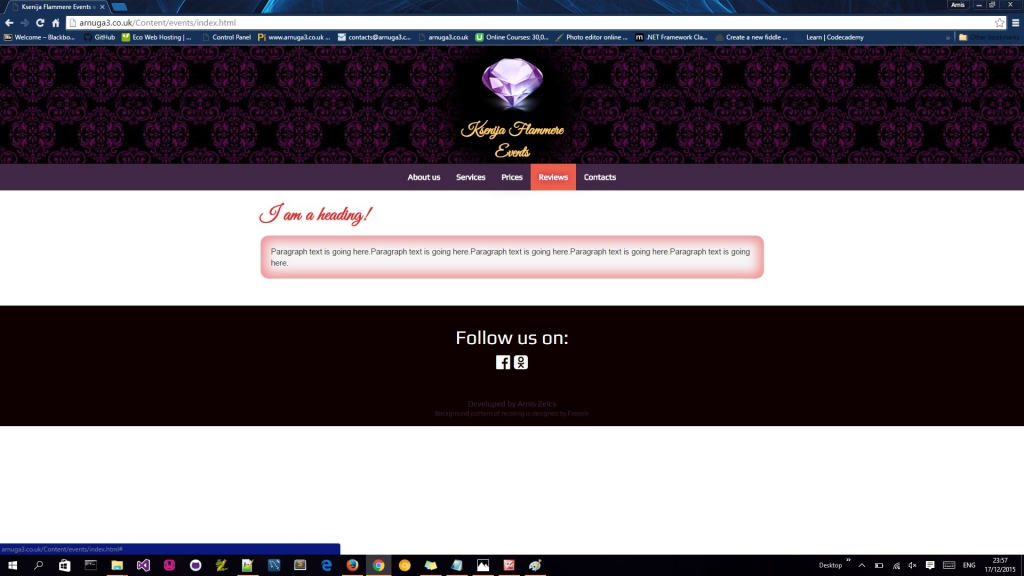 Ksenija Flammere Events
Arnis
arnuga3.co.uk/Content/events/index.html
Welcome – Blackbo...
GitHub
Eco Web Hosting | ...
Control Panel
www.arnuga3.co.uk ...
contacts@arnuga3.c...
arnuga3.co.uk
Online Courses: 30,0...
Photo editor online ...
.NET Framework Cla...
Create a new fiddle ...
Learn | Codecademy
»
Other bookmarks
Ksenija Flammere
Events
About us
Services
Prices
Reviews
Contacts
I am a heading!
Paragraph text is going here.Paragraph text is going here.Paragraph text is going here.Paragraph text is going here.Paragraph text is going
here.
Follow us on:
Developed by Arnis Zelcs
Background pattern of heading is designed by Freepik
arnuga3.co.uk/Content/events/index.html#
Desktop
»
ENG
23:57
17/12/2015